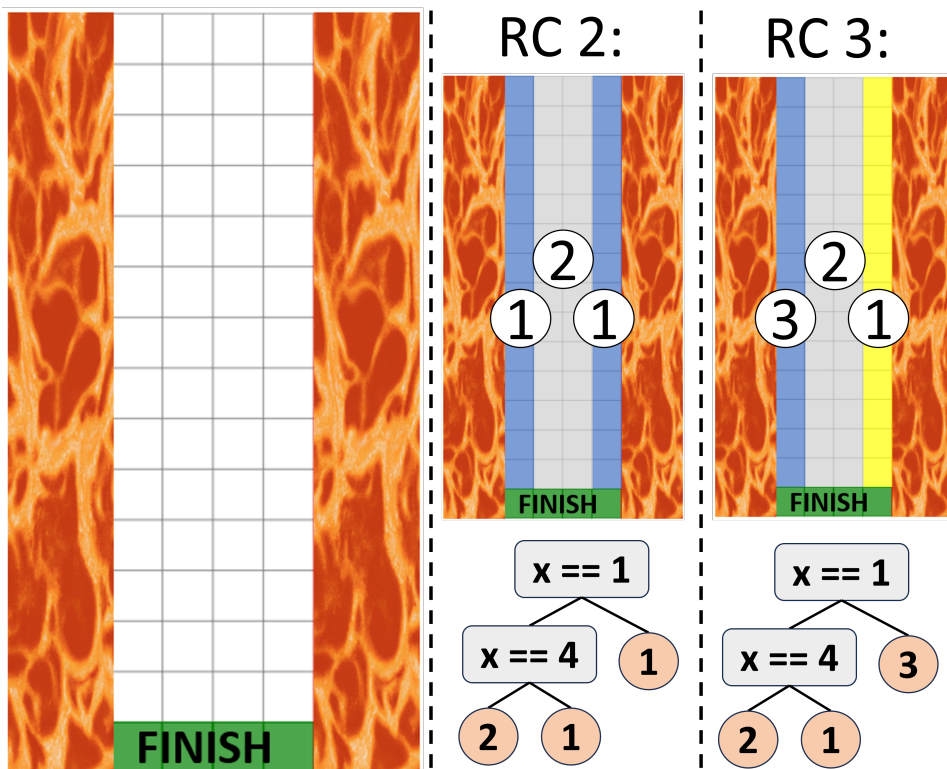 FINISH
RC 2:
2
1 1
FINISH
x == 1
x == 4 1
2 1
RC 3:
2
3 1
FINISH
x == 1
x == 4 3
2 1